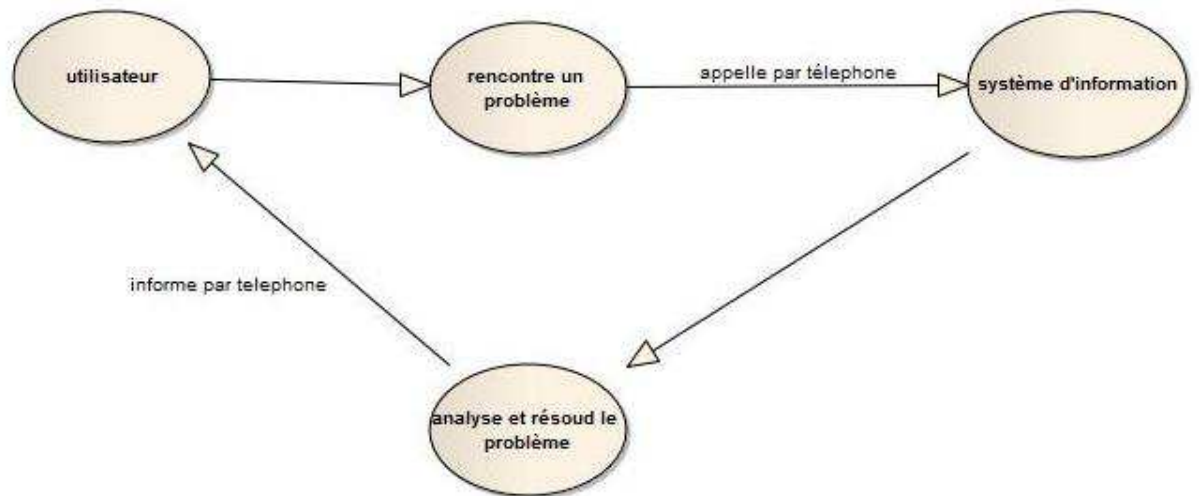 utilisateur
rencontre un
problème
appelle par télephone
système d'information
informe par telephone
analyse et résoud le
problème